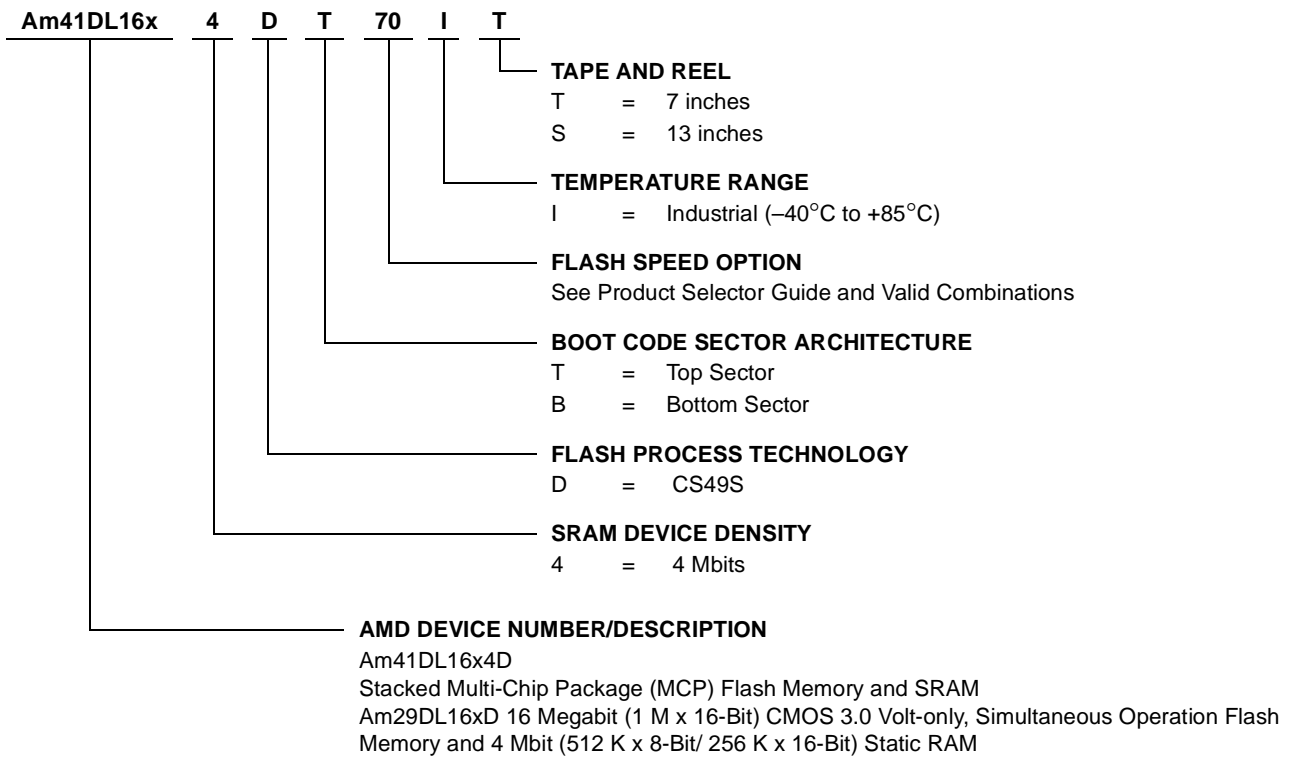 Am41DL16x 4 D T 70 I T
TAPE AND REEL
T = 7 inches
S = 13 inches
TEMPERATURE RANGE
I = Industrial (–40°C to +85°C)
FLASH SPEED OPTION
See Product Selector Guide and Valid Combinations
BOOT CODE SECTOR ARCHITECTURE
T = Top Sector
B = Bottom Sector
FLASH PROCESS TECHNOLOGY
D = CS49S
SRAM DEVICE DENSITY
4 = 4 Mbits
AMD DEVICE NUMBER/DESCRIPTION
Am41DL16x4D
Stacked Multi-Chip Package (MCP) Flash Memory and SRAM
Am29DL16xD 16 Megabit (1 M x 16-Bit) CMOS 3.0 Volt-only, Simultaneous Operation Flash
Memory and 4 Mbit (512 K x 8-Bit/ 256 K x 16-Bit) Static RAM